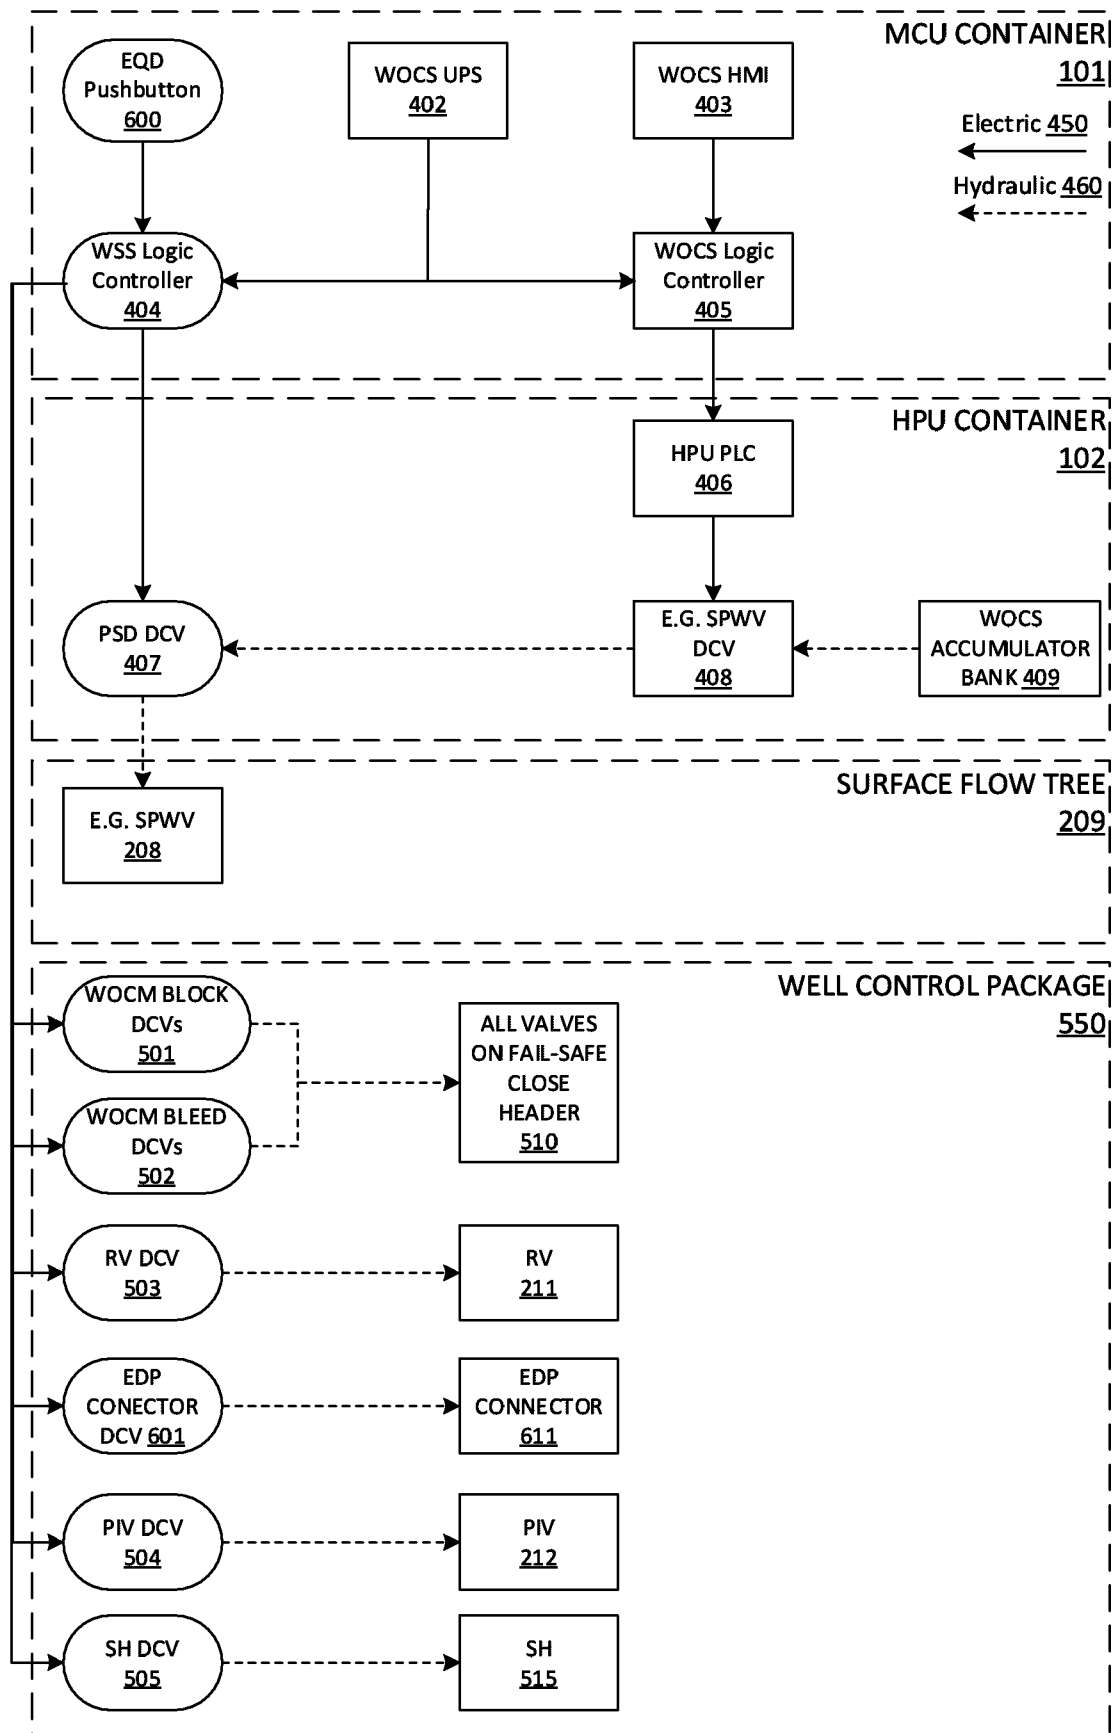 MCU CONTAINER
101
EQD
Pushbutton
600
WOCS UPS
402
WOCS HMI
403
Electric 450
Hydraulic 460
WSS Logic
Controller
404
WOCS Logic
Controller
405
HPU CONTAINER
102
HPU PLC
406
PSD DCV
407
E.G. SPWV
DCV
408
WOCS
ACCUMULATOR
BANK 409
SURFACE FLOW TREE
209
E.G. SPWV
208
WELL CONTROL PACKAGE
550
WOCM BLOCK
DCVs
501
ALL VALVES
ON FAIL-SAFE
CLOSE
HEADER
510
WOCM BLEED
DCVs
502
RV DCV
503
RV
211
EDP
CONECTOR
DCV 601
EDP
CONNECTOR
611
PIV DCV
504
PIV
212
SH DCV
505
SH
515